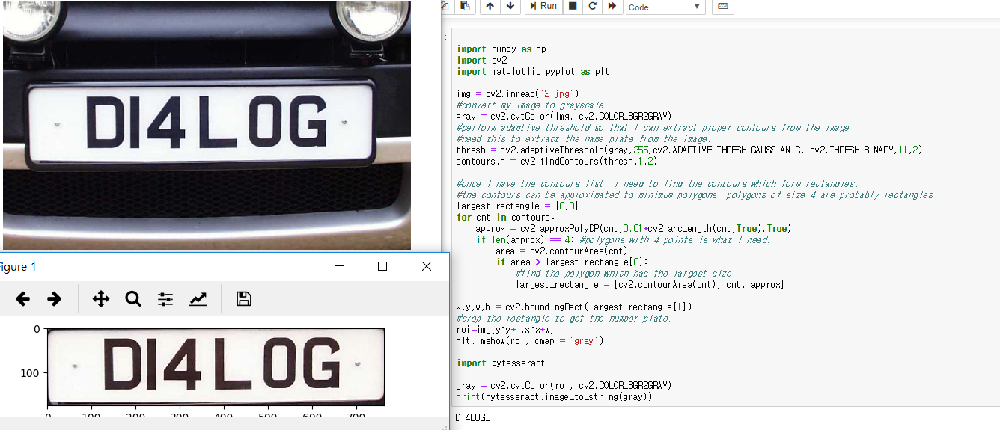 DI4LOG
Run
Code
:
import numpy as np
import cv2
import matplotlib.pyplot as plt
img = cv2.imread('2.jpg')
#convert my image to grayscale
gray = cv2.cvtColor(img, cv2.COLOR_BGR2GRAY)
#perform adaptive threshold so that I can extract proper contours from the image
#need this to extract the name plate from the image.
thresh = cv2.adaptiveThreshold(gray,255,cv2.ADAPTIVE_THRESH_GAUSSIAN_C, cv2.THRESH_BINARY,11,2)
contours,h = cv2.findContours(thresh,1,2)
#once I have the contours list, i need to find the contours which form rectangles.
#the contours can be approximated to minimum polygons, polygons of size 4 are probably rectangles
largest_rectangle = [0,0]
for cnt in contours:
    approx = cv2.approxPolyDP(cnt,0.01*cv2.arcLength(cnt,True),True)
    if len(approx) == 4: #polygons with 4 points is what I need.
        area = cv2.contourArea(cnt)
        if area > largest_rectangle[0]:
            #find the polygon which has the largest size.
            largest_rectangle = [cv2.contourArea(cnt), cnt, approx]
x,y,w,h = cv2.boundingRect(largest_rectangle[1])
#crop the rectangle to get the number plate.
roi=img[y:y+h,x:x+w]
plt.imshow(roi, cmap = 'gray')
import pytesseract
gray = cv2.cvtColor(roi, cv2.COLOR_BGR2GRAY)
print(pytesseract.image_to_string(gray))
DI4LOG_
igure 1
0
DI4LOG
100
0 100 200 300 400 500 600 700